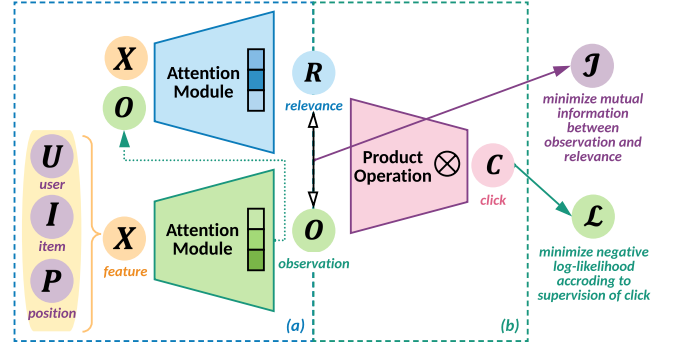 X
O
Attention
Module
R
relevance
J
minimize mutual
information
between
observation and
relevance
U
user
I
item
P
position
X
feature
Attention
Module
O
observation
Product
Operation
C
click
L
minimize negative
log-likelihood
accroding to
supervision of click
(a)
(b)